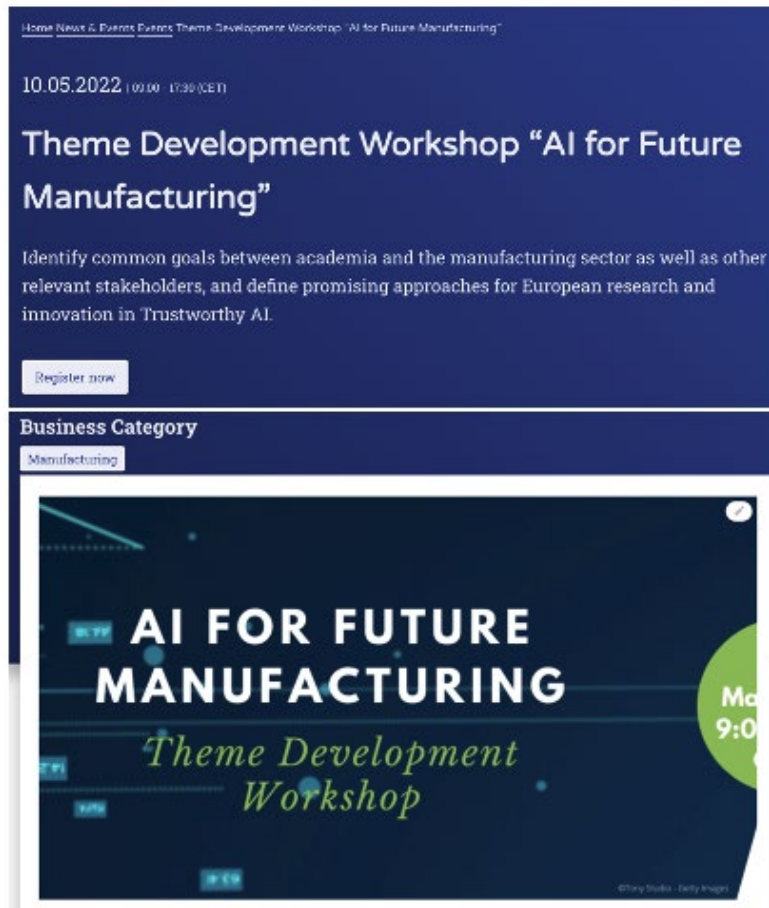 Home News & Events Events Theme Development Workshop "AI for Future Manufacturing"
10.05.2022 | 09:00 - 17:30 (CET)
Theme Development Workshop “AI for Future
Manufacturing”
Identify common goals between academia and the manufacturing sector as well as other
relevant stakeholders, and define promising approaches for European research and
innovation in Trustworthy AI.
Register now
Business Category
Manufacturing
AI FOR FUTURE
MANUFACTURING
Ma
9:0
Theme Development
Workshop
©Tony Studio - Getty Images